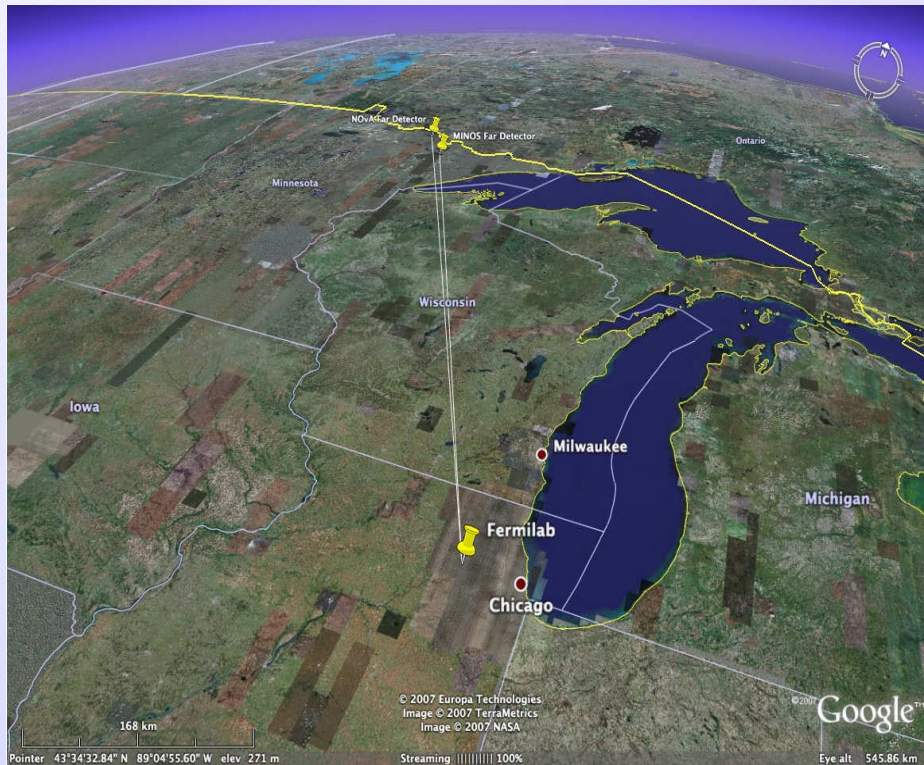 N
NOvA Far Detector
MINOS Far Detector
Ontario
Minnesota
Wisconsin
Iowa
Milwaukee
Michigan
Fermilab
Chicago
© 2007 Europa Technologies
Image © 2007 TerraMetrics
Image © 2007 NASA
©2007 Google™
168 km
Pointer 43°34'32.84" N 89°04'55.60" W elev 271 m Streaming 100% Eye alt 545.86 km